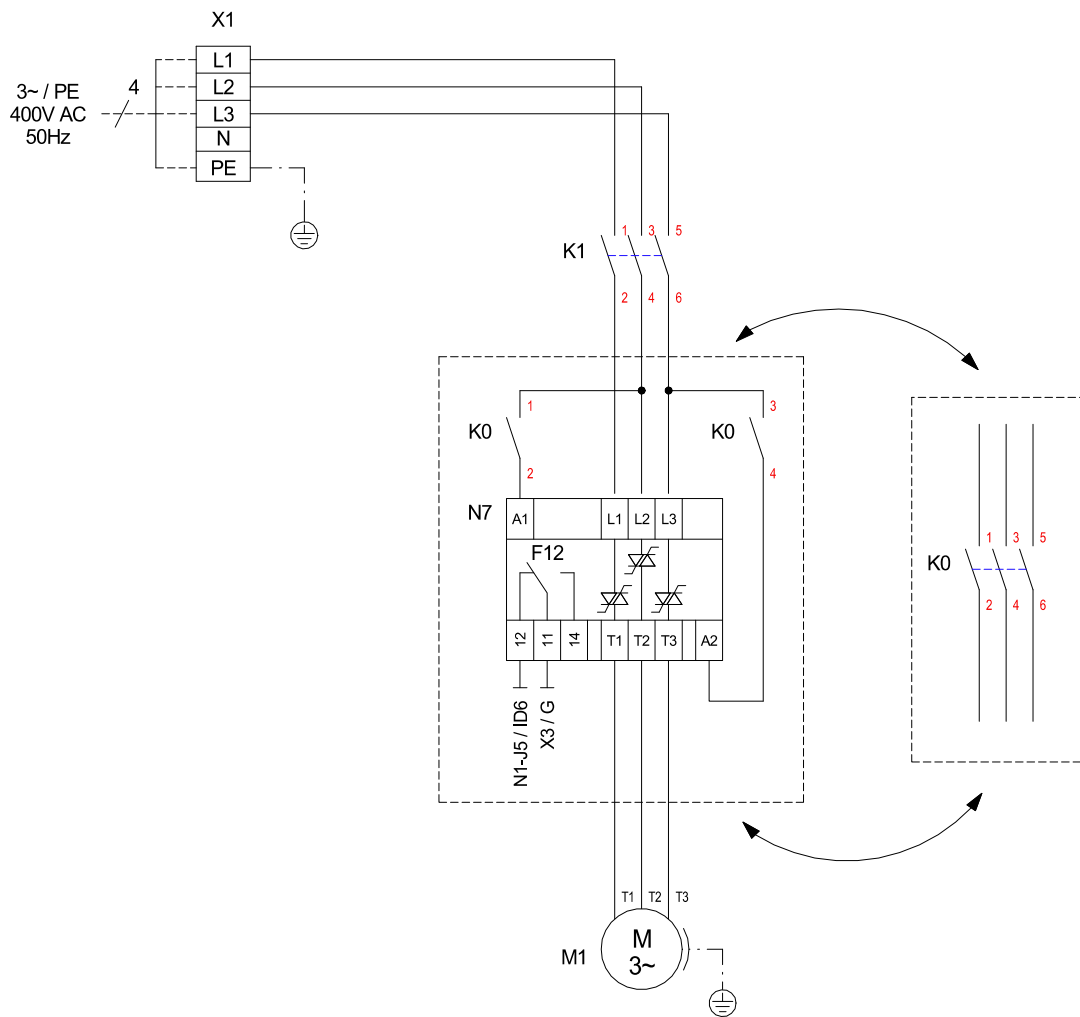 X1
L1
L2
L3
N
PE
4
3~ / PE
400V AC
50Hz
K1
1 3 5
2 4 6
K0
1
2
K0
3
4
N7
A1 L1 L2 L3
F12
12 11 14 T1 T2 T3 A2
N1-J5 / ID6
X3 / G
K0
1 3 5
2 4 6
T1 T2 T3
M1
M
3~